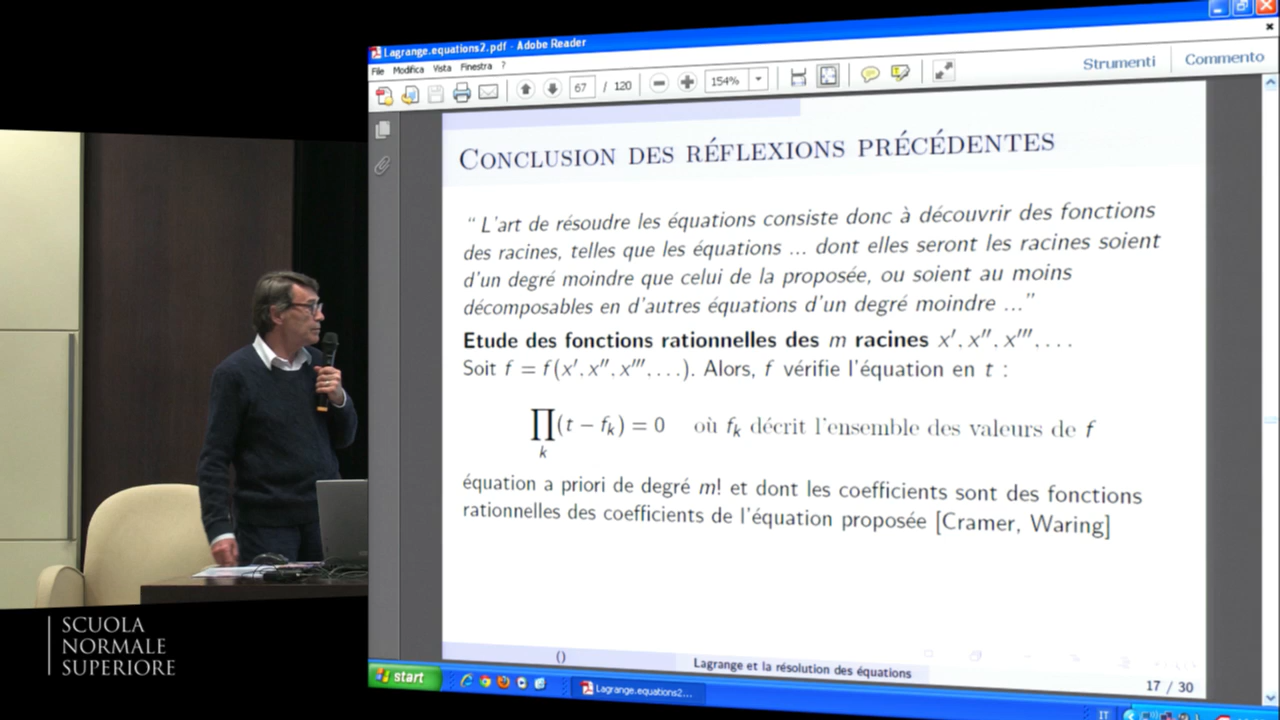 Lagrange.equations2.pdf - Adobe Reader
File Modifica Vista Finestra ?
67 / 120
154%
Strumenti
Commento
CONCLUSION DES RÉFLEXIONS PRÉCÉDENTES
“ L'art de résoudre les équations consiste donc à découvrir des fonctions
des racines, telles que les équations ... dont elles seront les racines soient
d'un degré moindre que celui de la proposée, ou soient au moins
décomposables en d'autres équations d'un degré moindre ...”
Etude des fonctions rationnelles des m racines x′, x″, x‴, ....
Soit f = f(x′, x″, x‴, ....). Alors, f vérifie l'équation en t :
∏(t − fₖ) = 0 où fₖ décrit l'ensemble des valeurs de f
k
équation a priori de degré m! et dont les coefficients sont des fonctions
rationnelles des coefficients de l'équation proposée [Cramer, Waring]
()
Lagrange et la résolution des équations
17 / 30
start
Lagrange.equations2...
IT
SCUOLA
NORMALE
SUPERIORE